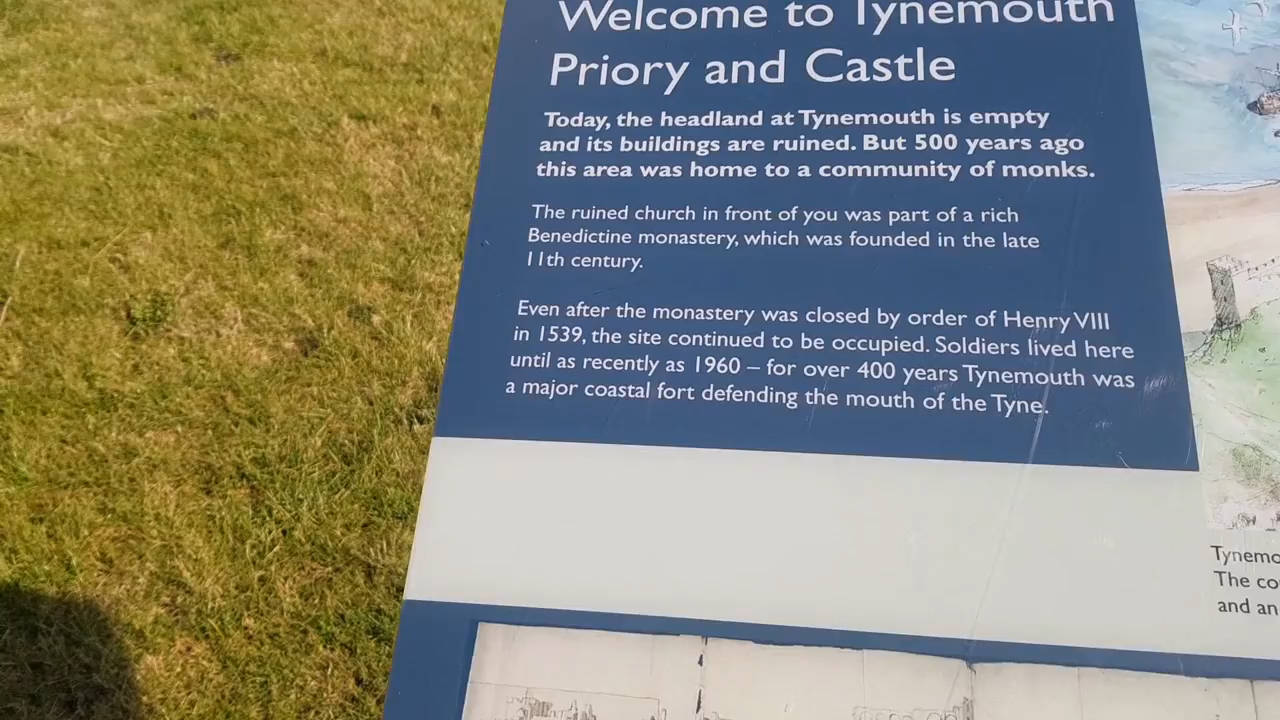 Welcome to Tynemouth
Priory and Castle
Today, the headland at Tynemouth is empty
and its buildings are ruined. But 500 years ago
this area was home to a community of monks.
The ruined church in front of you was part of a rich
Benedictine monastery, which was founded in the late
11th century.
Even after the monastery was closed by order of Henry VIII
in 1539, the site continued to be occupied. Soldiers lived here
until as recently as 1960 – for over 400 years Tynemouth was
a major coastal fort defending the mouth of the Tyne.
Tynemo
The co
and an